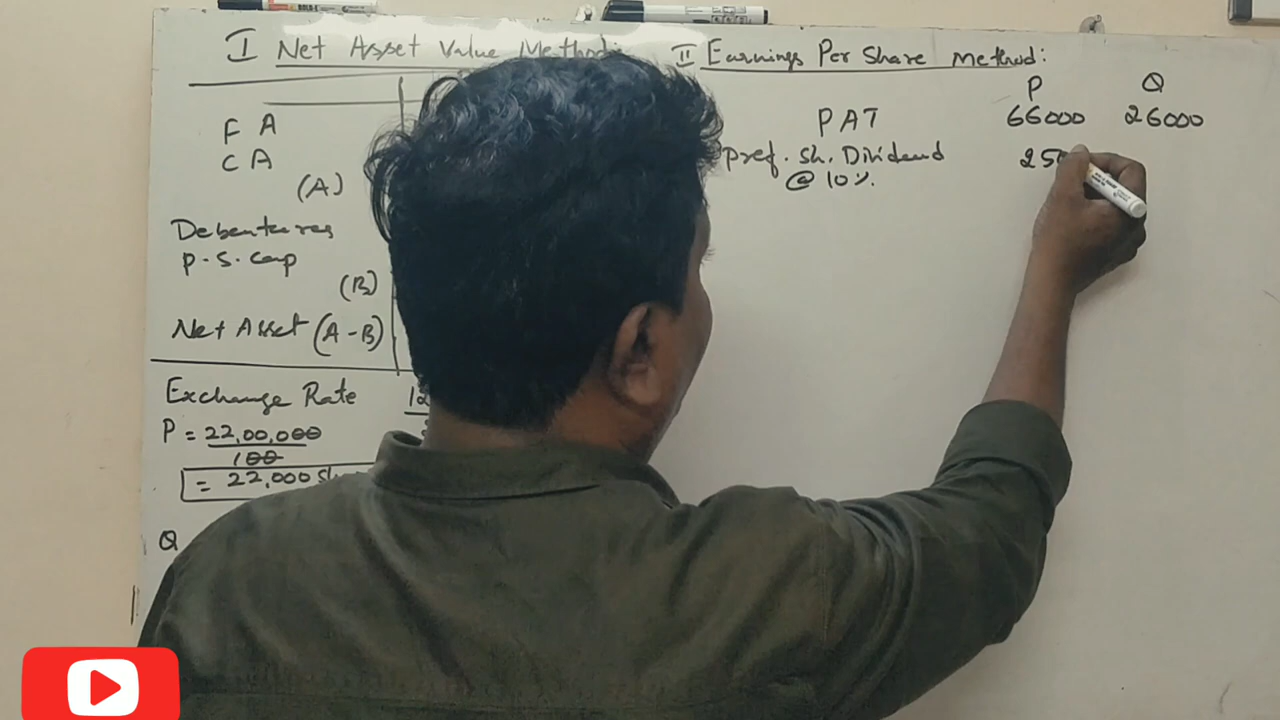 I Net Asset Value Method:
F A
C A
(A)
Debentures
P.S. Cap
(B)
Net Asset (A-B)
Exchange Rate
P = 22,00,000
100
= 22,000
Q
II Earnings Per Share Method:
P Q
PAT 66000 26000
Pref. Sh. Dividend
@ 10%.